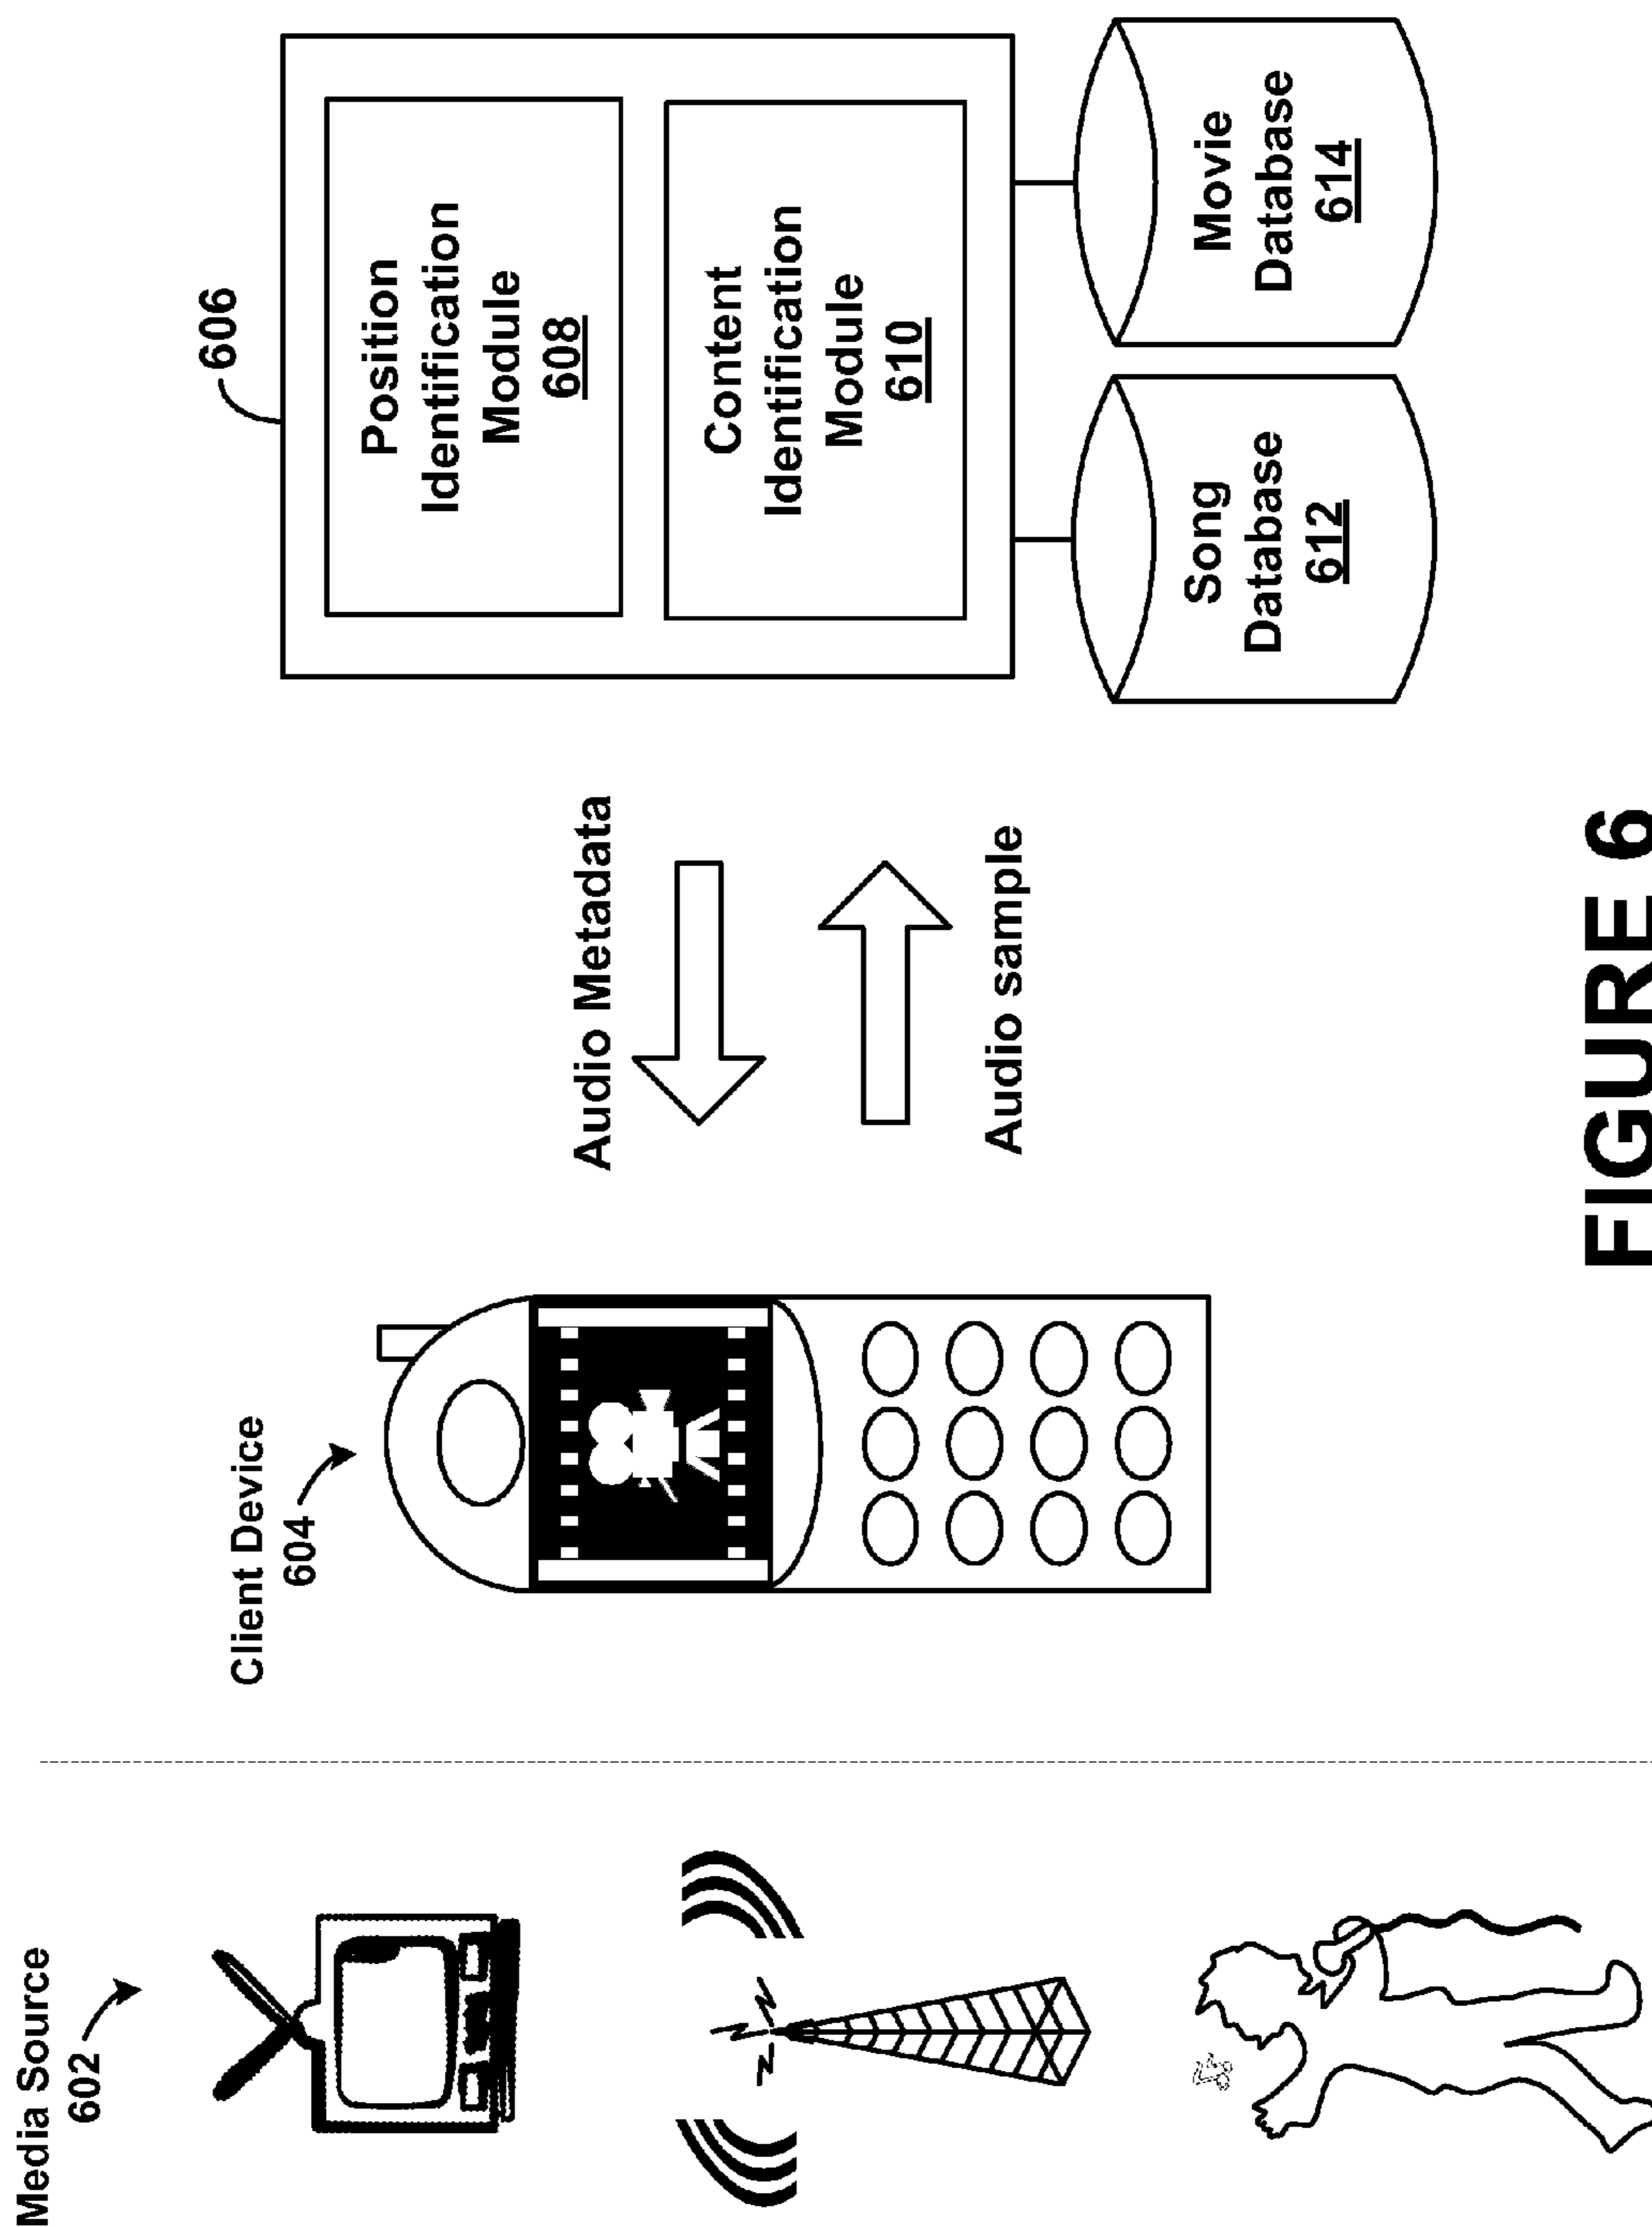 Media Source
602
Client Device
604
Audio Metadata
Audio sample
606
Position
Identification
Module
608
Content
Identification
Module
610
Song
Database
612
Movie
Database
614
FIGURE 6